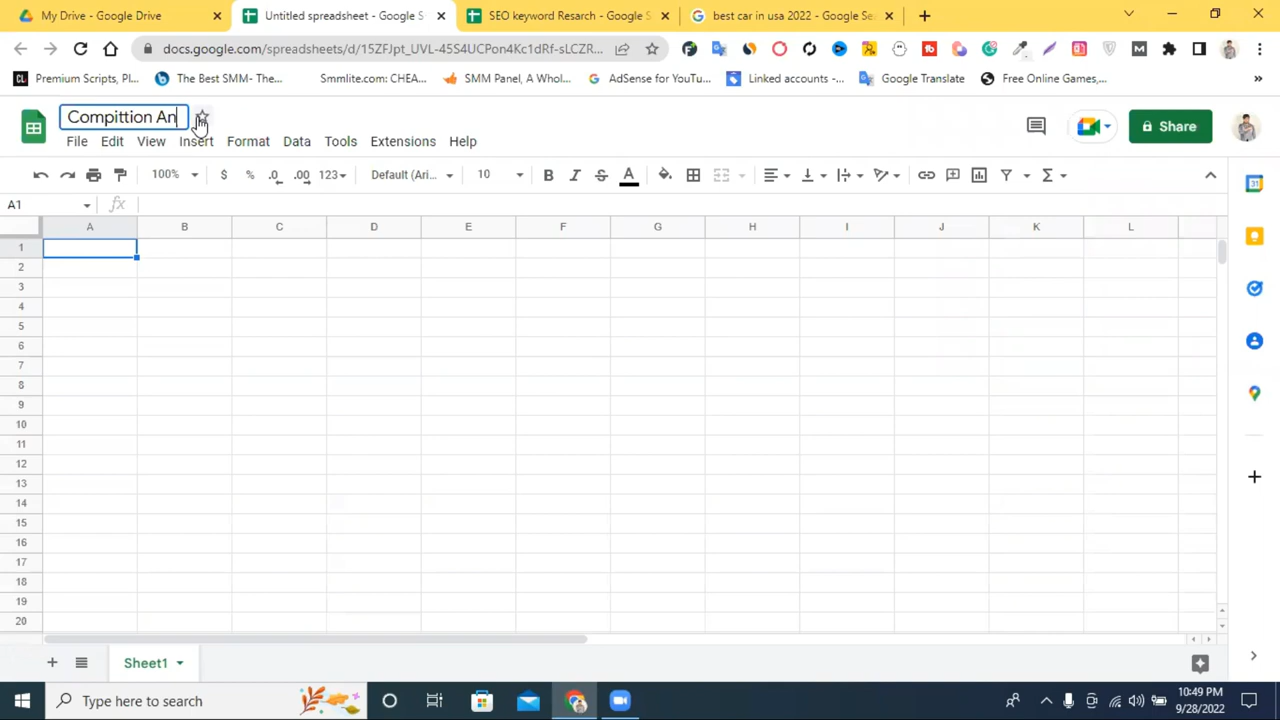 My Drive - Google Drive
Untitled spreadsheet - Google S
SEO keyword Resarch - Google S
best car in usa 2022 - Google Se
docs.google.com/spreadsheets/d/15ZFJpt_UVL-45S4UCPon4Kc1dRf-sLCZR...
Premium Scripts, Pl...
The Best SMM- The...
Smmlite.com: CHEA...
SMM Panel, A Whol...
AdSense for YouTu...
Linked accounts -...
Google Translate
Free Online Games,...
»
Compittion An
File Edit View Insert Format Data Tools Extensions Help
Share
100% $ % .0 .00 123 Default (Ari... 10 B I S A Σ
A1 fx
A B C D E F G H I J K L
1
2
3
4
5
6
7
8
9
10
11
12
13
14
15
16
17
18
19
20
Sheet1
Type here to search
10:49 PM
9/28/2022